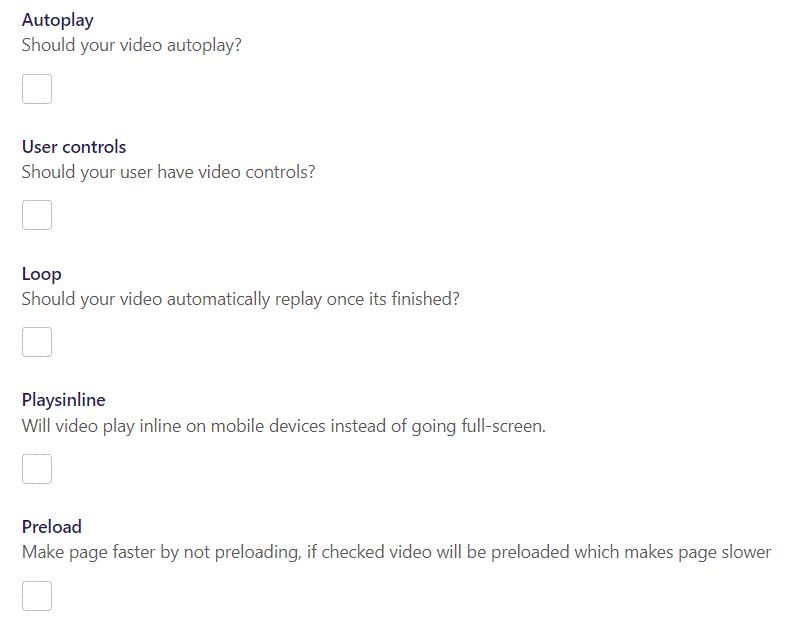 Autoplay
Should your video autoplay?
User controls
Should your user have video controls?
Loop
Should your video automatically replay once its finished?
Playsinline
Will video play inline on mobile devices instead of going full-screen.
Preload
Make page faster by not preloading, if checked video will be preloaded which makes page slower